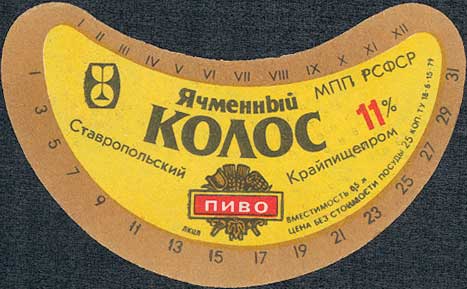 I II III IV V VI VII VIII IX X XI XII
МПП РСФСР
Ячменный
КОЛОС
11%
Ставропольский Крайпищепром
ПИВО
ВМЕСТИМОСТЬ 0,5 л
ЦЕНА БЕЗ СТОИМОСТИ ПОСУДЫ 25 КОП ТУ 18-6-15-79
1 3 5 7 9 11 13 15 17 19 21 23 25 27 29 31